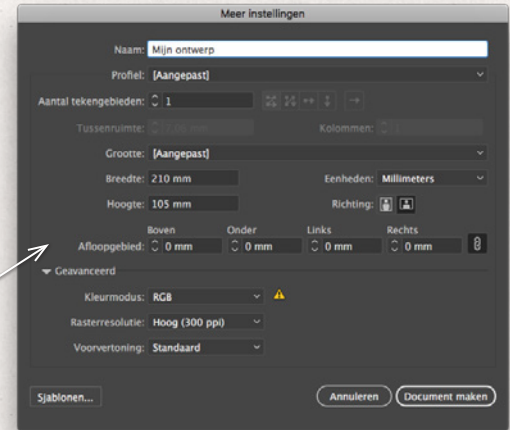 Meer instellingen
Naam: Mijn ontwerp
Profiel: [Aangepast]
Aantal tekengebieden: 1
Tussenruimte: Kolommen:
Grootte: [Aangepast]
Breedte: 210 mm Eenheden: Millimeters
Hoogte: 105 mm Richting:
Boven Onder Links Rechts
Afloopgebied: 0 mm 0 mm 0 mm 0 mm
Geavanceerd
Kleurmodus: RGB
Rasterresolutie: Hoog (300 ppi)
Voorvertoning: Standaard
Sjablonen... Annuleren Document maken